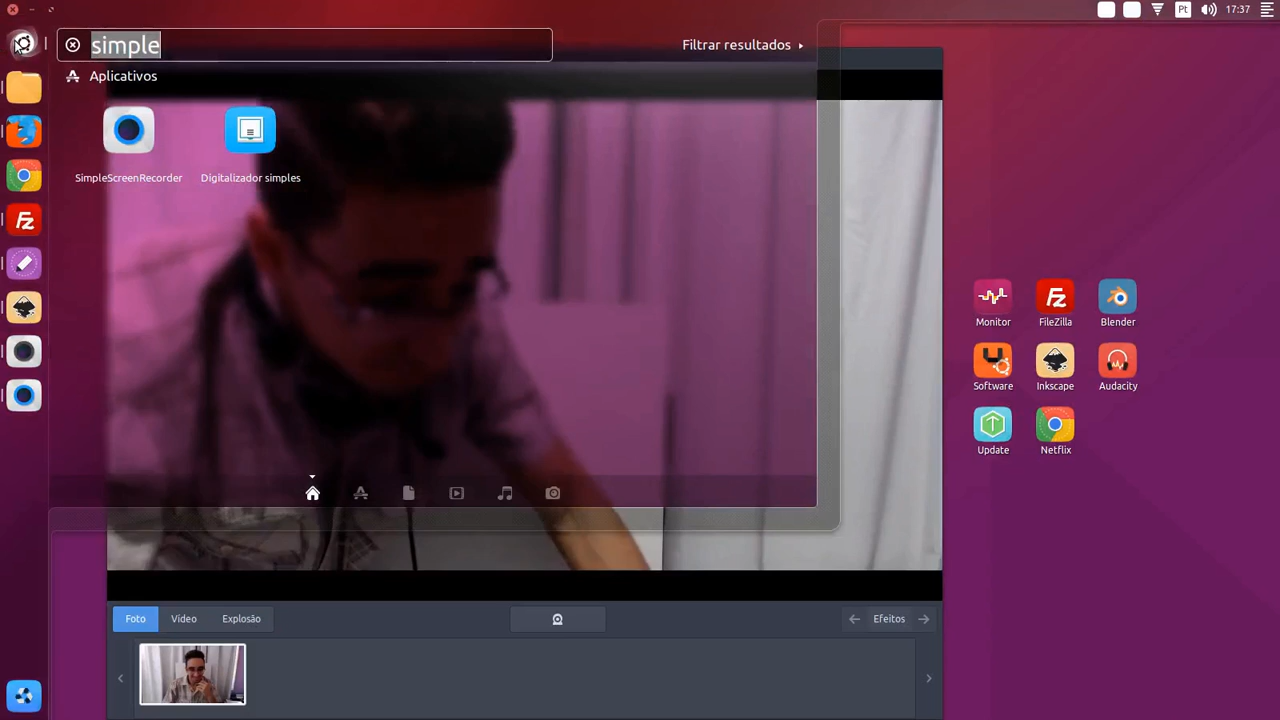 Pt
17:37
simple
Filtrar resultados
Aplicativos
SimpleScreenRecorder
Digitalizador simples
Monitor
FileZilla
Blender
Software
Inkscape
Audacity
Update
Netflix
Foto
Vídeo
Explosão
Efeitos